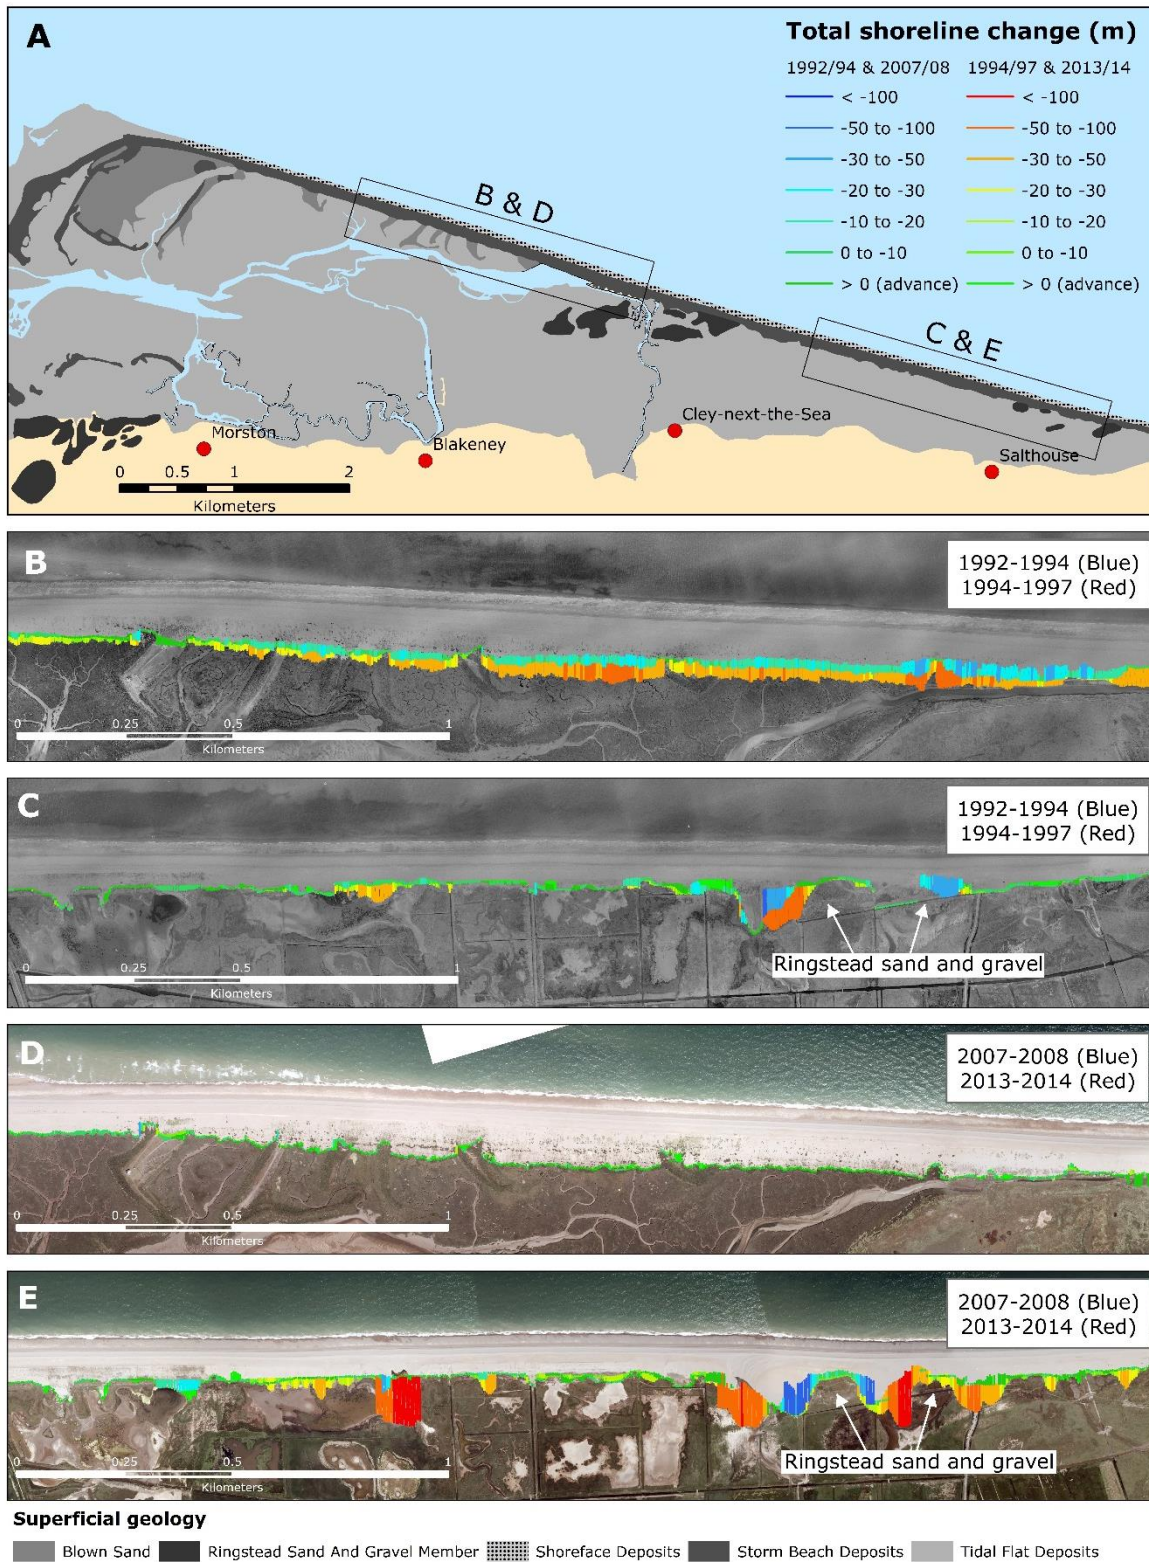 A
Total shoreline change (m)
1992/94 & 2007/08 1994/97 & 2013/14
< -100 < -100
-50 to -100 -50 to -100
-30 to -50 -30 to -50
-20 to -30 -20 to -30
-10 to -20 -10 to -20
0 to -10 0 to -10
> 0 (advance) > 0 (advance)
B & D
C & E
Cley-next-the-Sea
Morston
Blakeney
Salthouse
0 0.5 1 2
Kilometers
B
1992-1994 (Blue)
1994-1997 (Red)
0 0.25 0.5 1
Kilometers
C
1992-1994 (Blue)
1994-1997 (Red)
Ringstead sand and gravel
0 0.25 0.5 1
Kilometers
D
2007-2008 (Blue)
2013-2014 (Red)
0 0.25 0.5 1
Kilometers
E
2007-2008 (Blue)
2013-2014 (Red)
Ringstead sand and gravel
0 0.25 0.5 1
Kilometers
Superficial geology
Blown Sand Ringstead Sand And Gravel Member Shoreface Deposits Storm Beach Deposits Tidal Flat Deposits